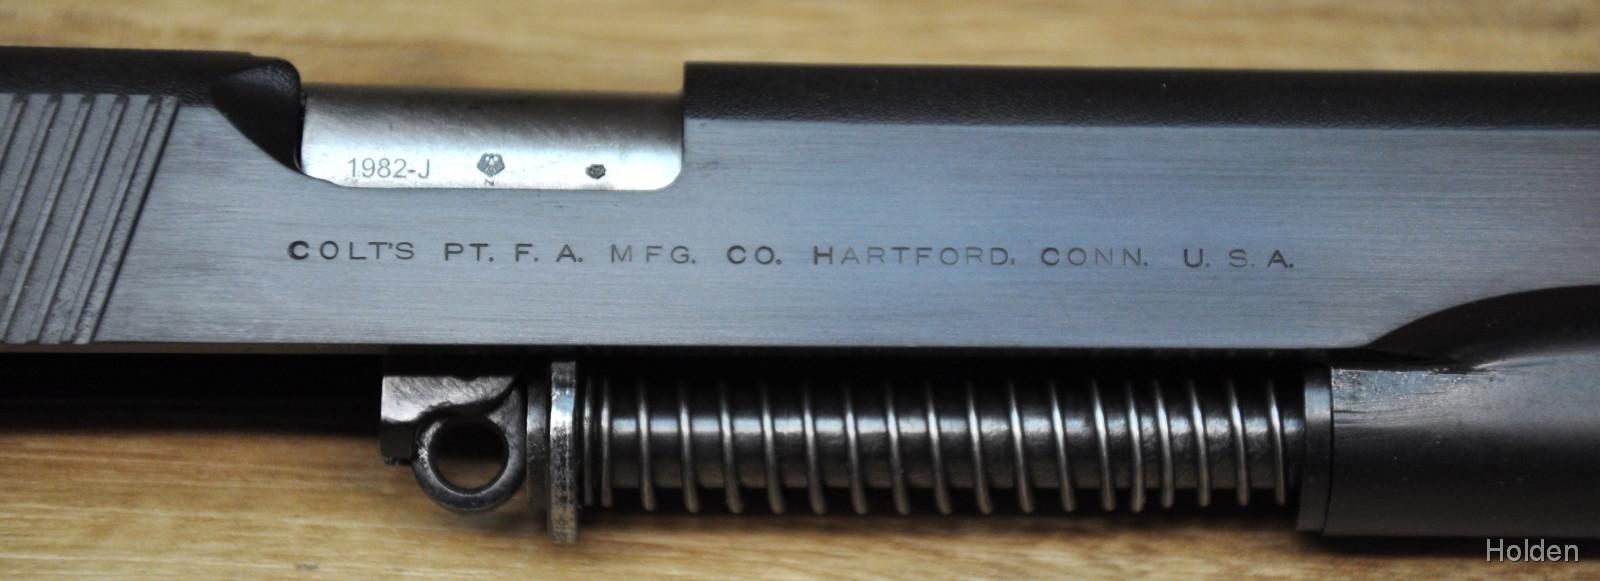 1982-J
N
COLT'S PT. F. A. MFG. CO. HARTFORD. CONN. U. S. A.
Holden